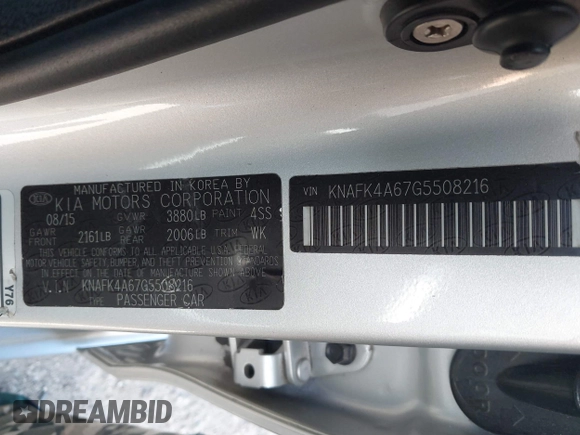 MANUFACTURED IN KOREA BY
KIA KIA MOTORS CORPORATION
08/15 GVWR 3880LB PAINT 4SS
GAWR FRONT 2161LB GAWR REAR 2006LB TRIM WK
THIS VEHICLE CONFORMS TO ALL APPLICABLE U.S.A FEDERAL
MOTOR VEHICLE SAFETY, BUMPER, AND THEFT PREVENTION STANDARDS
IN EFFECT ON THE DATE OF MANUFACTURE SHOWN ABOVE.
V.I.N KNAFK4A67G5508216
TYPE PASSENGER CAR
VIN KNAFK4A67G5508216
Y76
DREAMBID